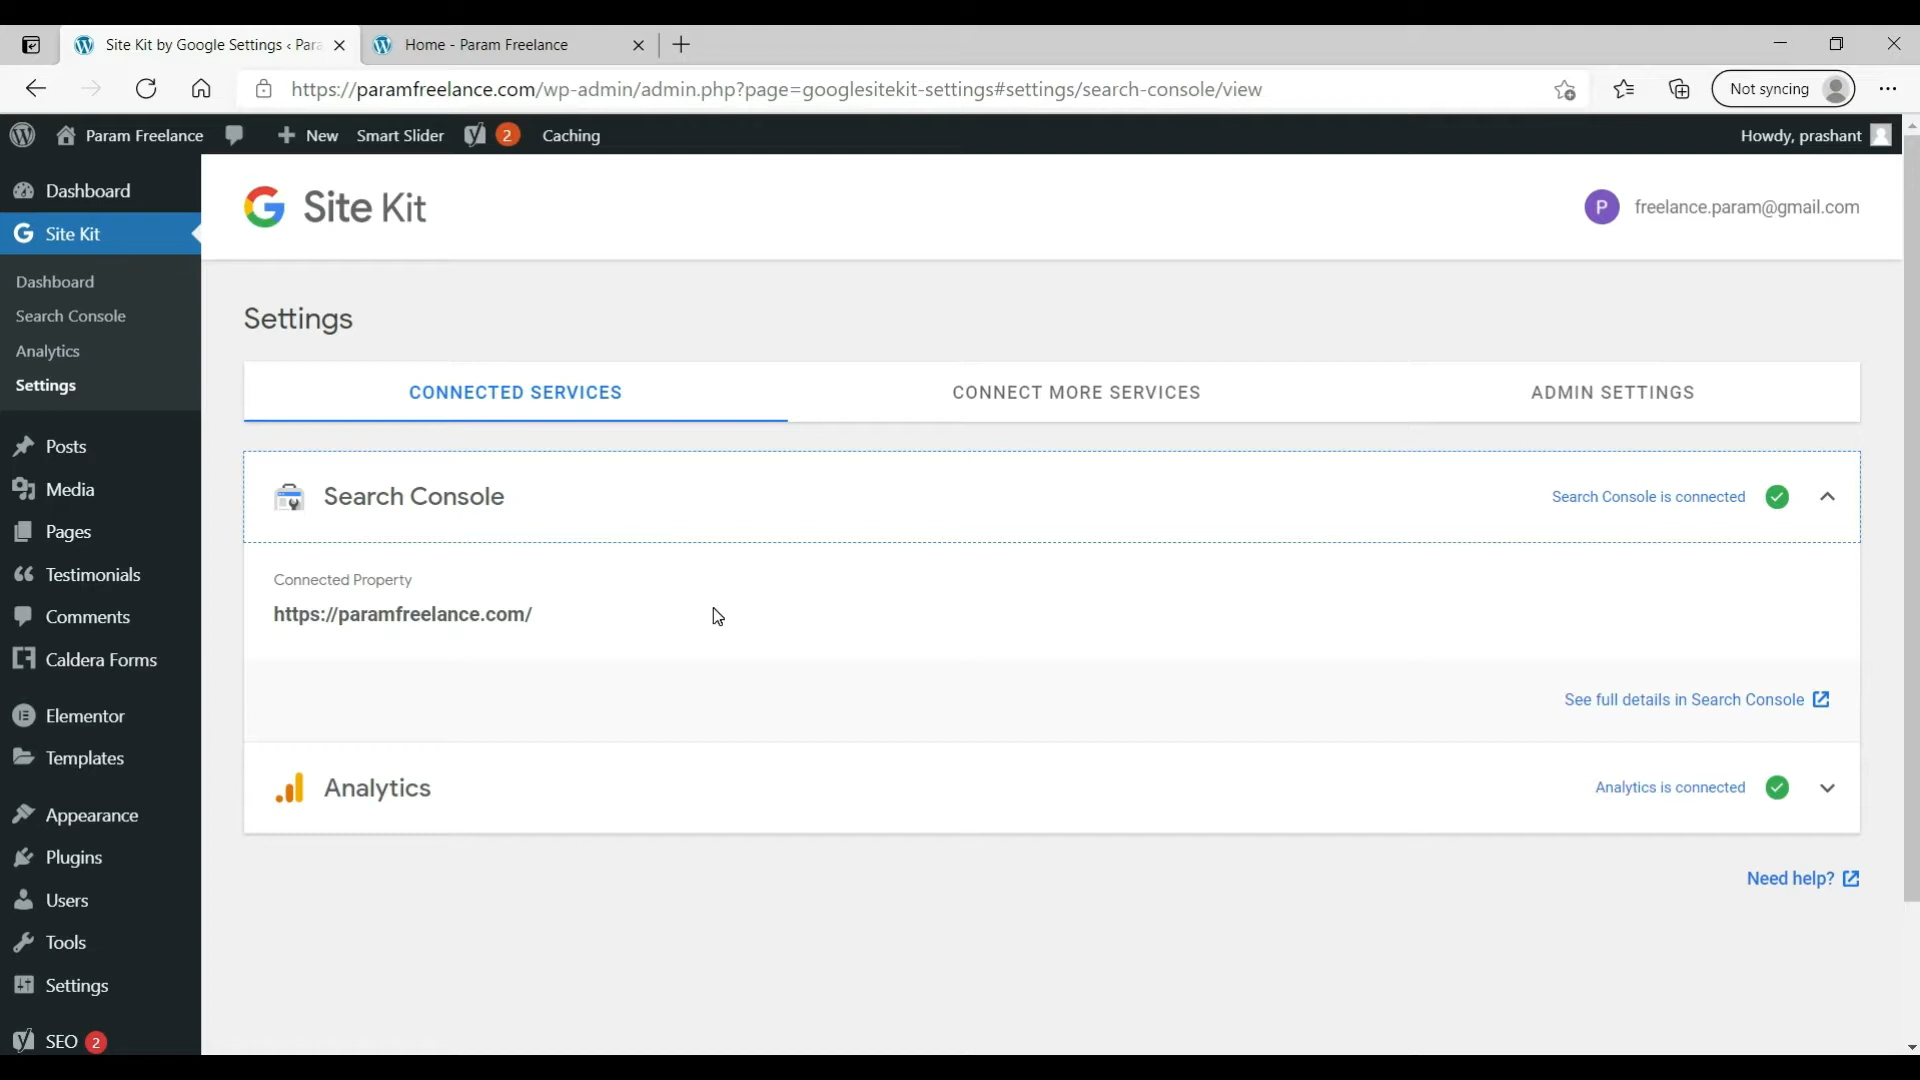 Site Kit by Google Settings ‹ Para
Home - Param Freelance
https://paramfreelance.com/wp-admin/admin.php?page=googlesitekit-settings#settings/search-console/view
Not syncing
Param Freelance
New
Smart Slider
2
Caching
Howdy, prashant
Dashboard
Site Kit
Dashboard
Search Console
Analytics
Settings
Posts
Media
Pages
Testimonials
Comments
Caldera Forms
Elementor
Templates
Appearance
Plugins
Users
Tools
Settings
SEO 2
Site Kit
P
freelance.param@gmail.com
Settings
CONNECTED SERVICES
CONNECT MORE SERVICES
ADMIN SETTINGS
Search Console
Search Console is connected
Connected Property
https://paramfreelance.com/
See full details in Search Console
Analytics
Analytics is connected
Need help?